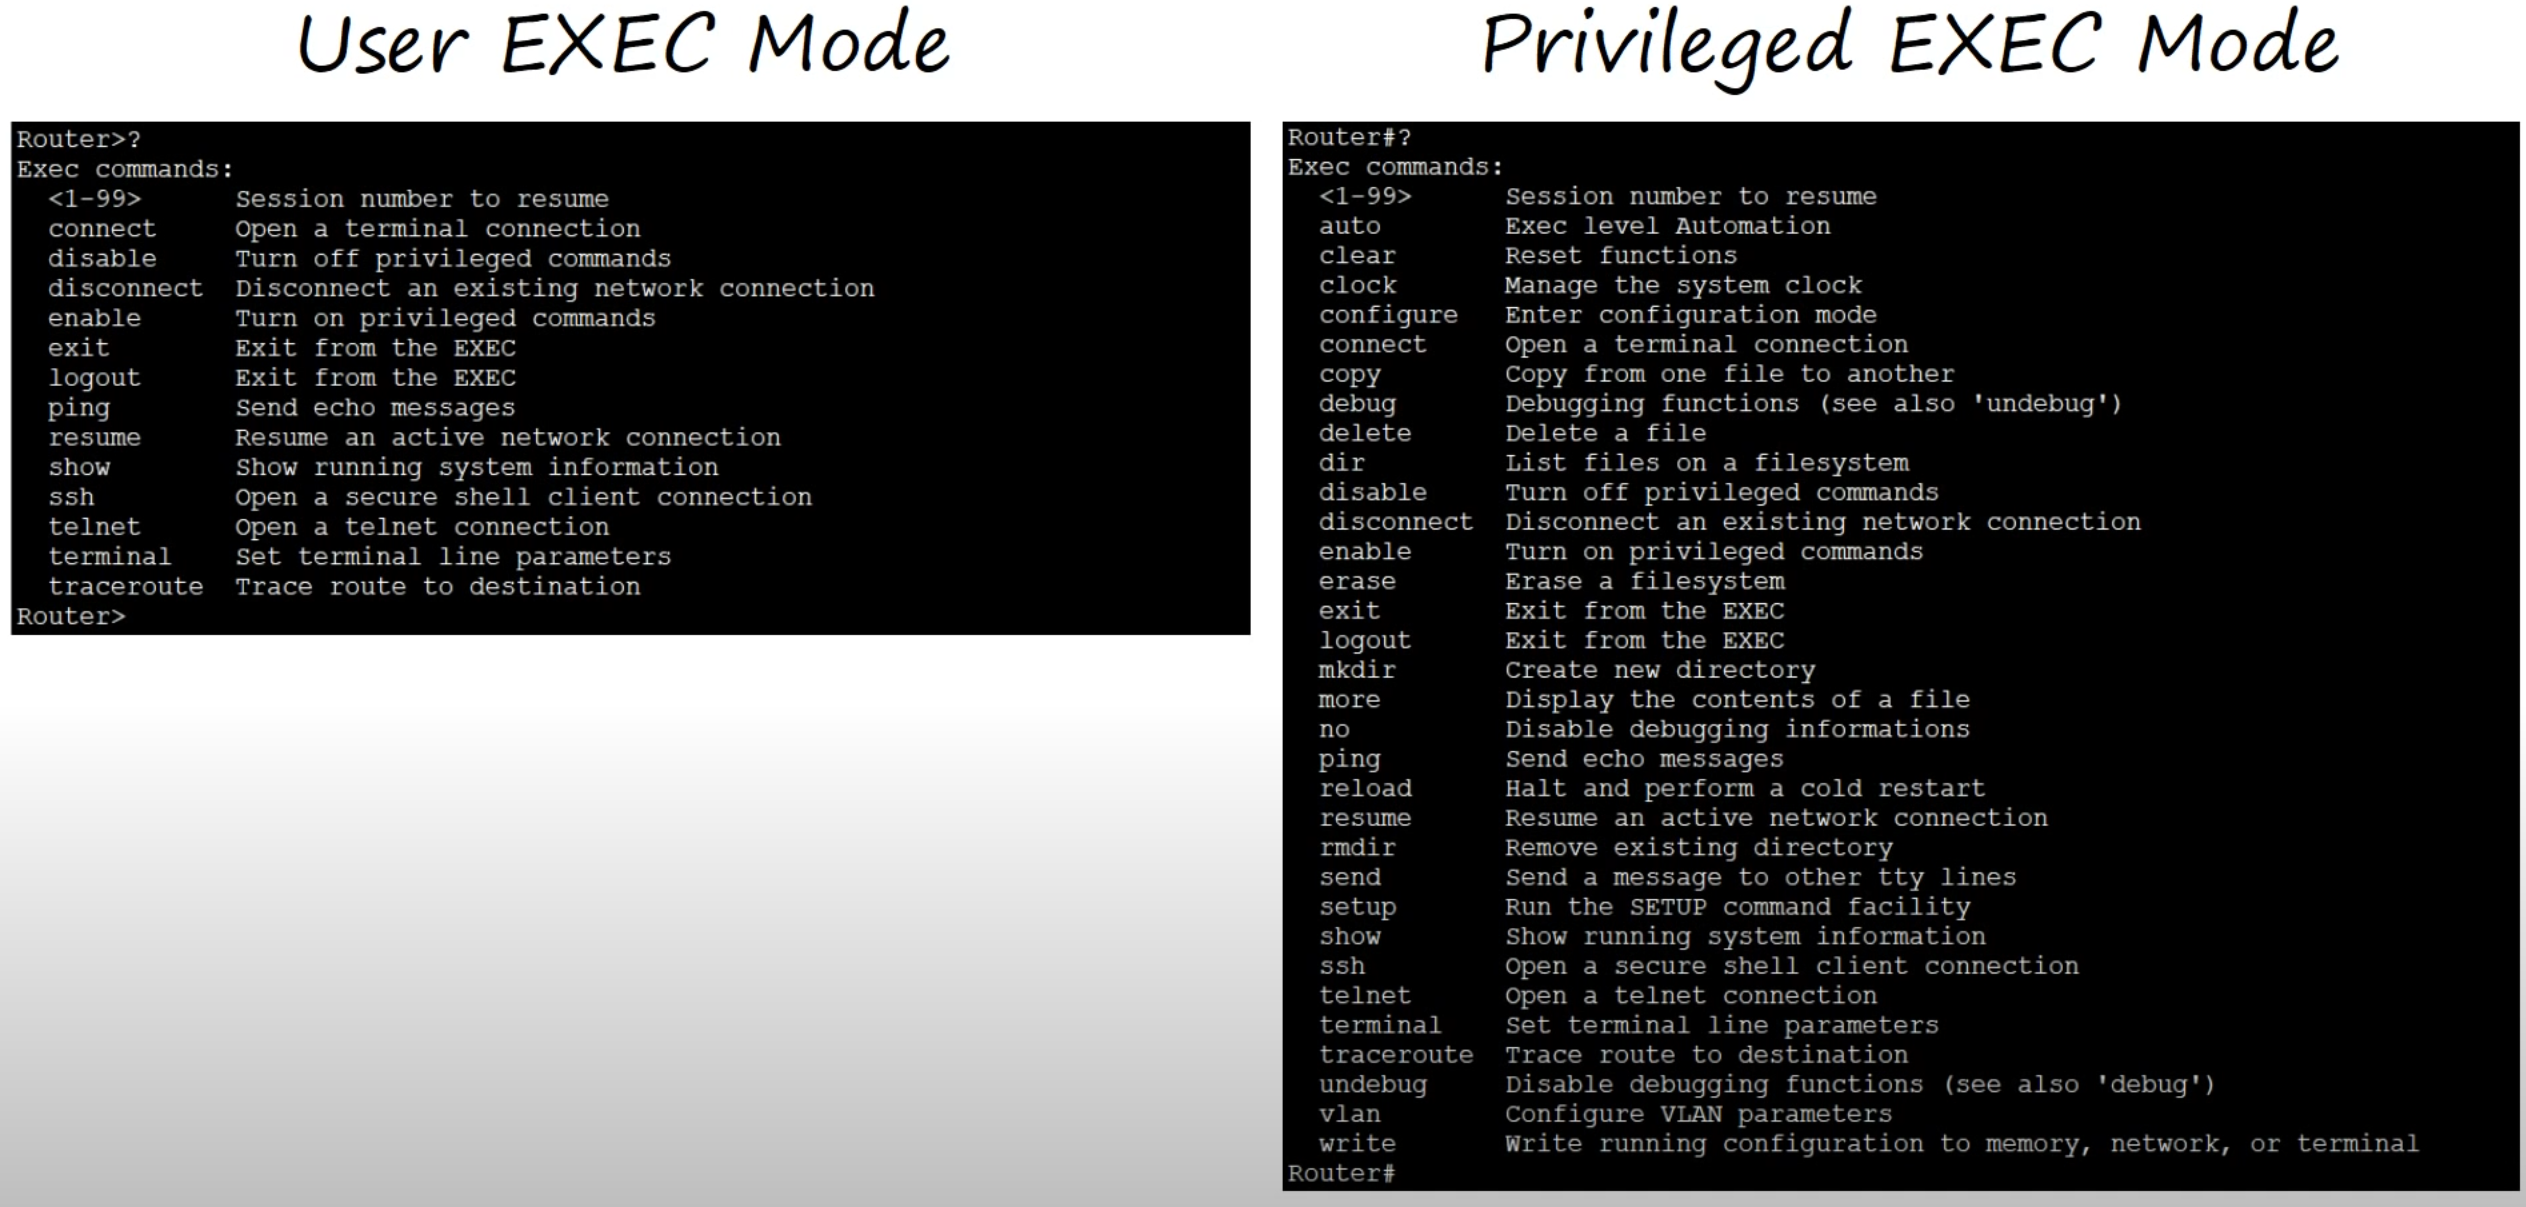 User EXEC Mode
Router>?
Exec commands:
<1-99> Session number to resume
connect Open a terminal connection
disable Turn off privileged commands
disconnect Disconnect an existing network connection
enable Turn on privileged commands
exit Exit from the EXEC
logout Exit from the EXEC
ping Send echo messages
resume Resume an active network connection
show Show running system information
ssh Open a secure shell client connection
telnet Open a telnet connection
terminal Set terminal line parameters
traceroute Trace route to destination
Router>
Privileged EXEC Mode
Router#?
Exec commands:
<1-99> Session number to resume
auto Exec level Automation
clear Reset functions
clock Manage the system clock
configure Enter configuration mode
connect Open a terminal connection
copy Copy from one file to another
debug Debugging functions (see also 'undebug')
delete Delete a file
dir List files on a filesystem
disable Turn off privileged commands
disconnect Disconnect an existing network connection
enable Turn on privileged commands
erase Erase a filesystem
exit Exit from the EXEC
logout Exit from the EXEC
mkdir Create new directory
more Display the contents of a file
no Disable debugging informations
ping Send echo messages
reload Halt and perform a cold restart
resume Resume an active network connection
rmdir Remove existing directory
send Send a message to other tty lines
setup Run the SETUP command facility
show Show running system information
ssh Open a secure shell client connection
telnet Open a telnet connection
terminal Set terminal line parameters
traceroute Trace route to destination
undebug Disable debugging functions (see also 'debug')
vlan Configure VLAN parameters
write Write running configuration to memory, network, or terminal
Router#